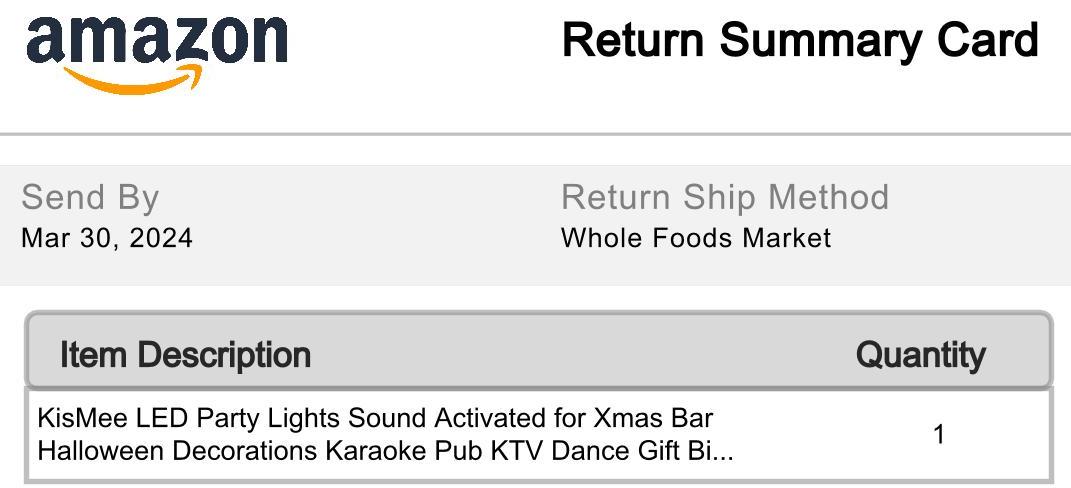 amazon
Return Summary Card
Send By
Return Ship Method
Mar 30, 2024
Whole Foods Market
Item Description
Quantity
KisMee LED Party Lights Sound Activated for Xmas Bar
Halloween Decorations Karaoke Pub KTV Dance Gift Bi...
1